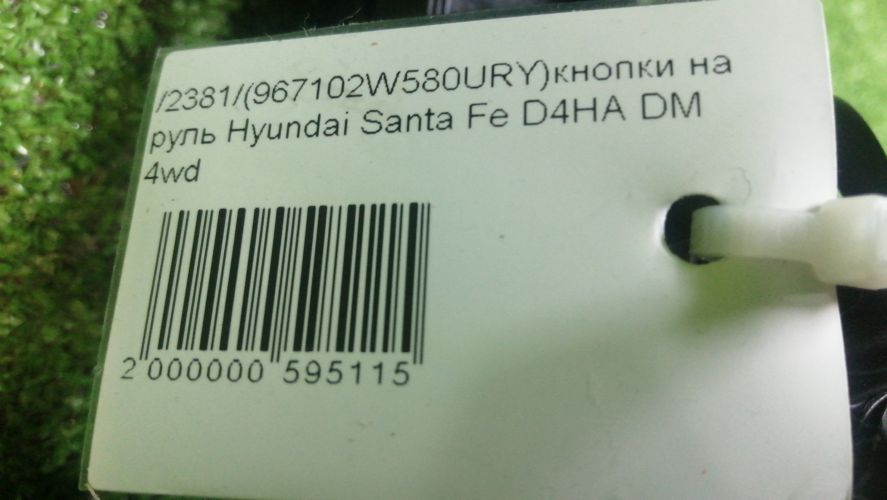 /2381/(967102W580URY)кнопки на
руль Hyundai Santa Fe D4HA DM
4wd
2 000000 595115